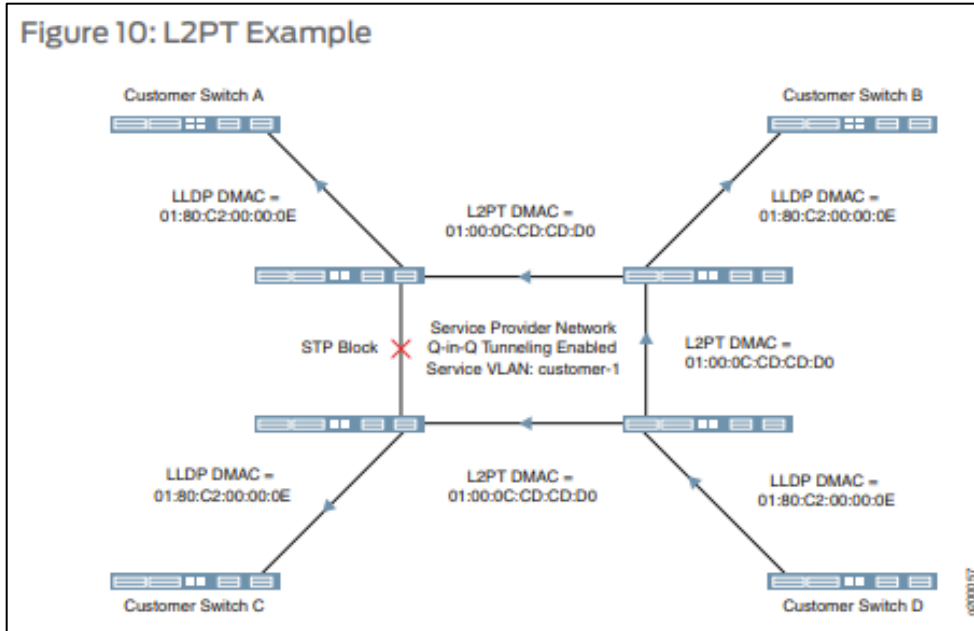 Figure 10: L2PT Example
Customer Switch A
Customer Switch B
LLDP DMAC =
01:80:C2:00:00:0E
L2PT DMAC =
01:00:0C:CD:CD:D0
LLDP DMAC =
01:80:C2:00:00:0E
STP Block
Service Provider Network
Q-in-Q Tunneling Enabled
Service VLAN: customer-1
L2PT DMAC =
01:00:0C:CD:CD:D0
LLDP DMAC =
01:80:C2:00:00:0E
L2PT DMAC =
01:00:0C:CD:CD:D0
LLDP DMAC =
01:80:C2:00:00:0E
Customer Switch C
Customer Switch D